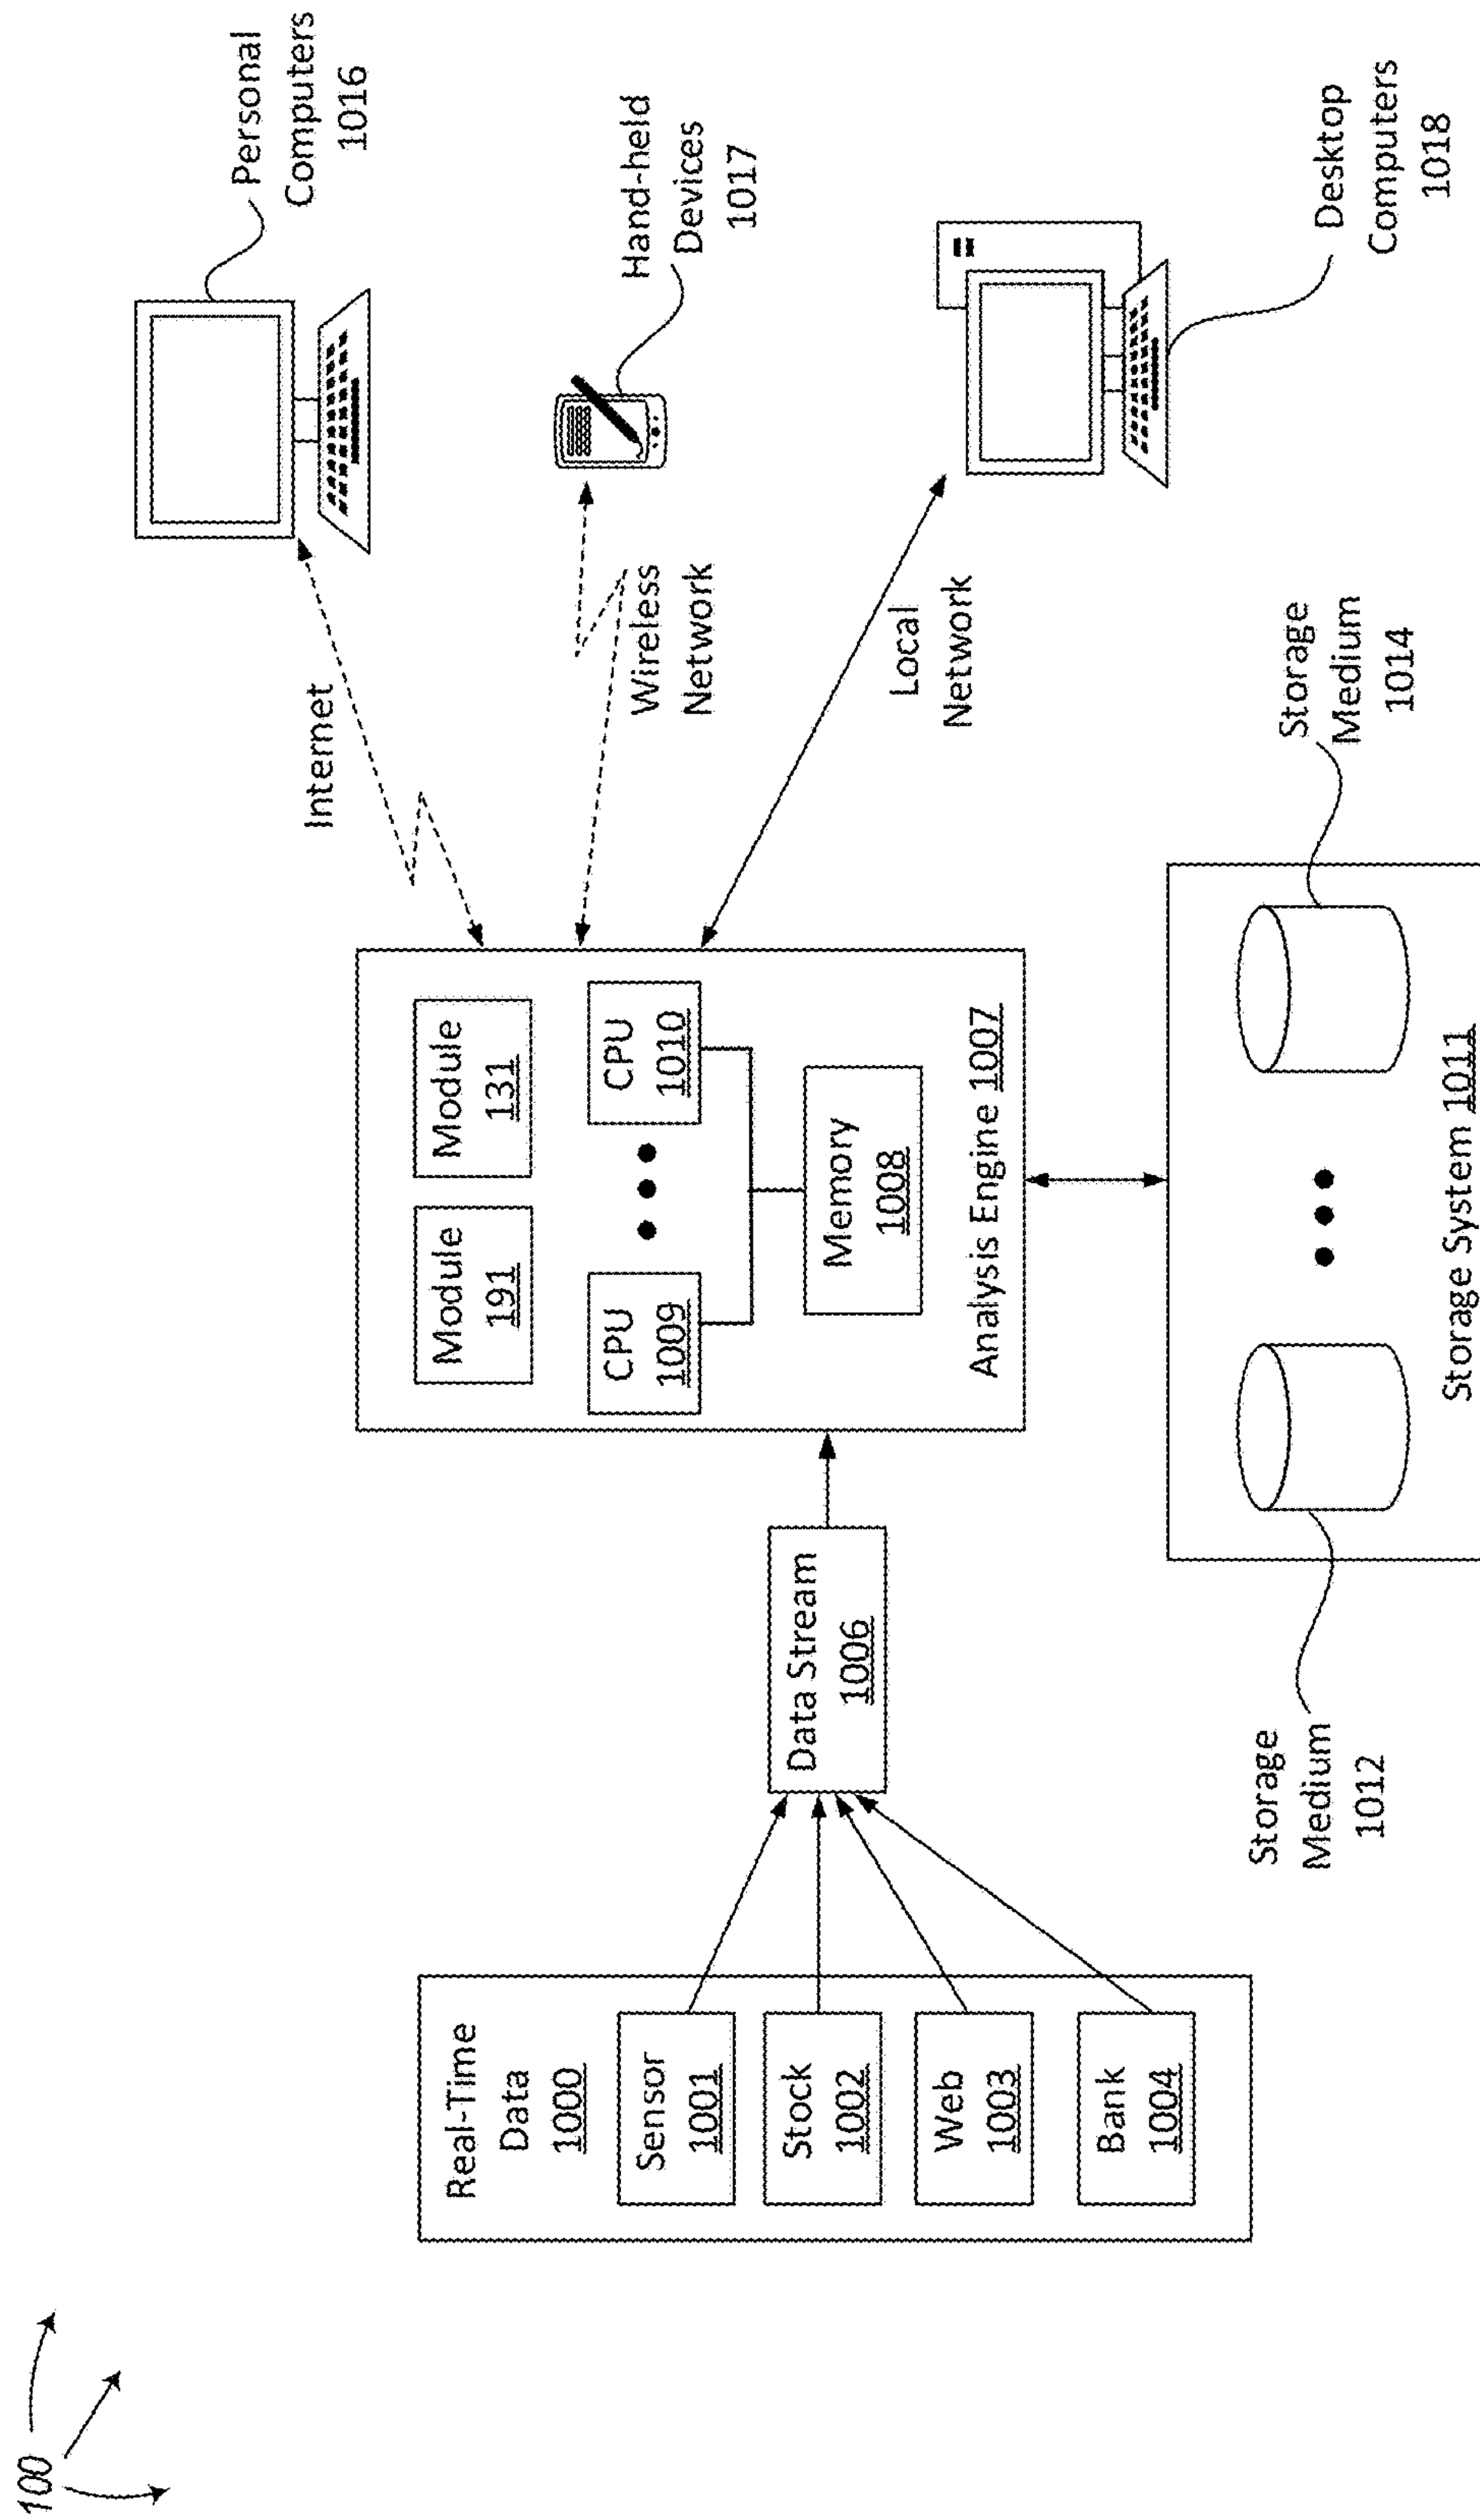 100
Real-Time
Data
1000
Sensor
1001
Stock
1002
Web
1003
Bank
1004
Data Stream
1006
Module
191
Module
131
CPU
1009
CPU
1010
Memory
1008
Analysis Engine 1007
Internet
Wireless
Network
Local
Network
Personal
Computers
1016
Hand-held
Devices
1017
Desktop
Computers
1018
Storage
Medium
1012
Storage
Medium
1014
Storage System 1011